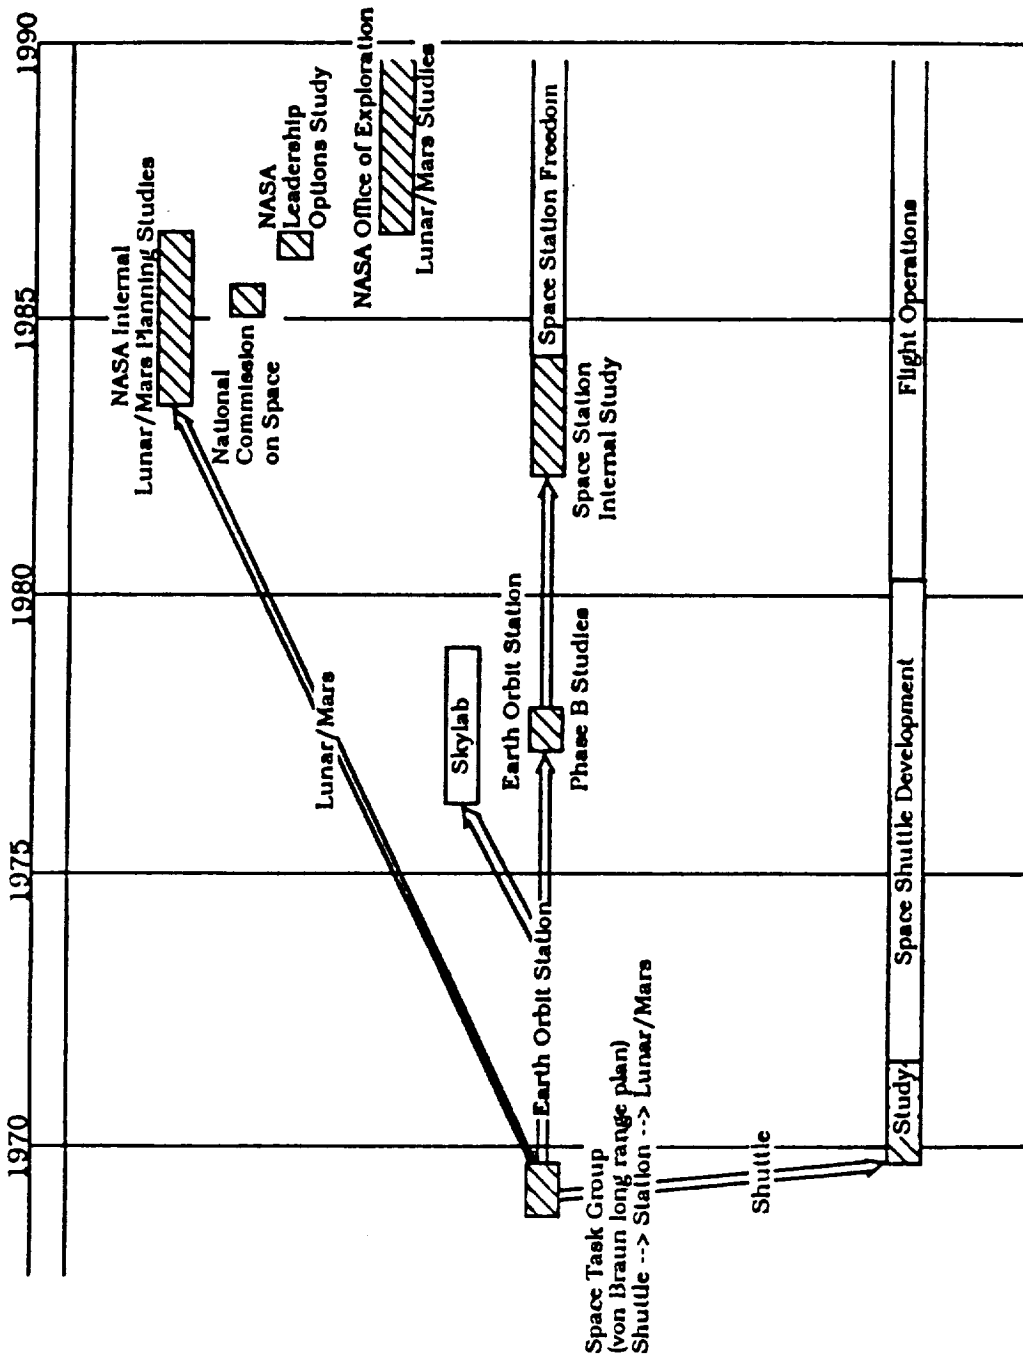 1970
1975
1980
1985
1990
NASA Internal
Lunar/Mars Planning Studies
National
Commission
on Space
NASA
Leadership
Options Study
NASA Office of Exploration
Lunar/Mars Studies
Lunar/Mars
Skylab
Earth Orbit Station
Earth Orbit Station
Phase B Studies
Space Station
Internal Study
Space Station Freedom
Space Task Group
(von Braun long range plan)
Shuttle --> Station --> Lunar/Mars
Shuttle
Study
Space Shuttle Development
Flight Operations